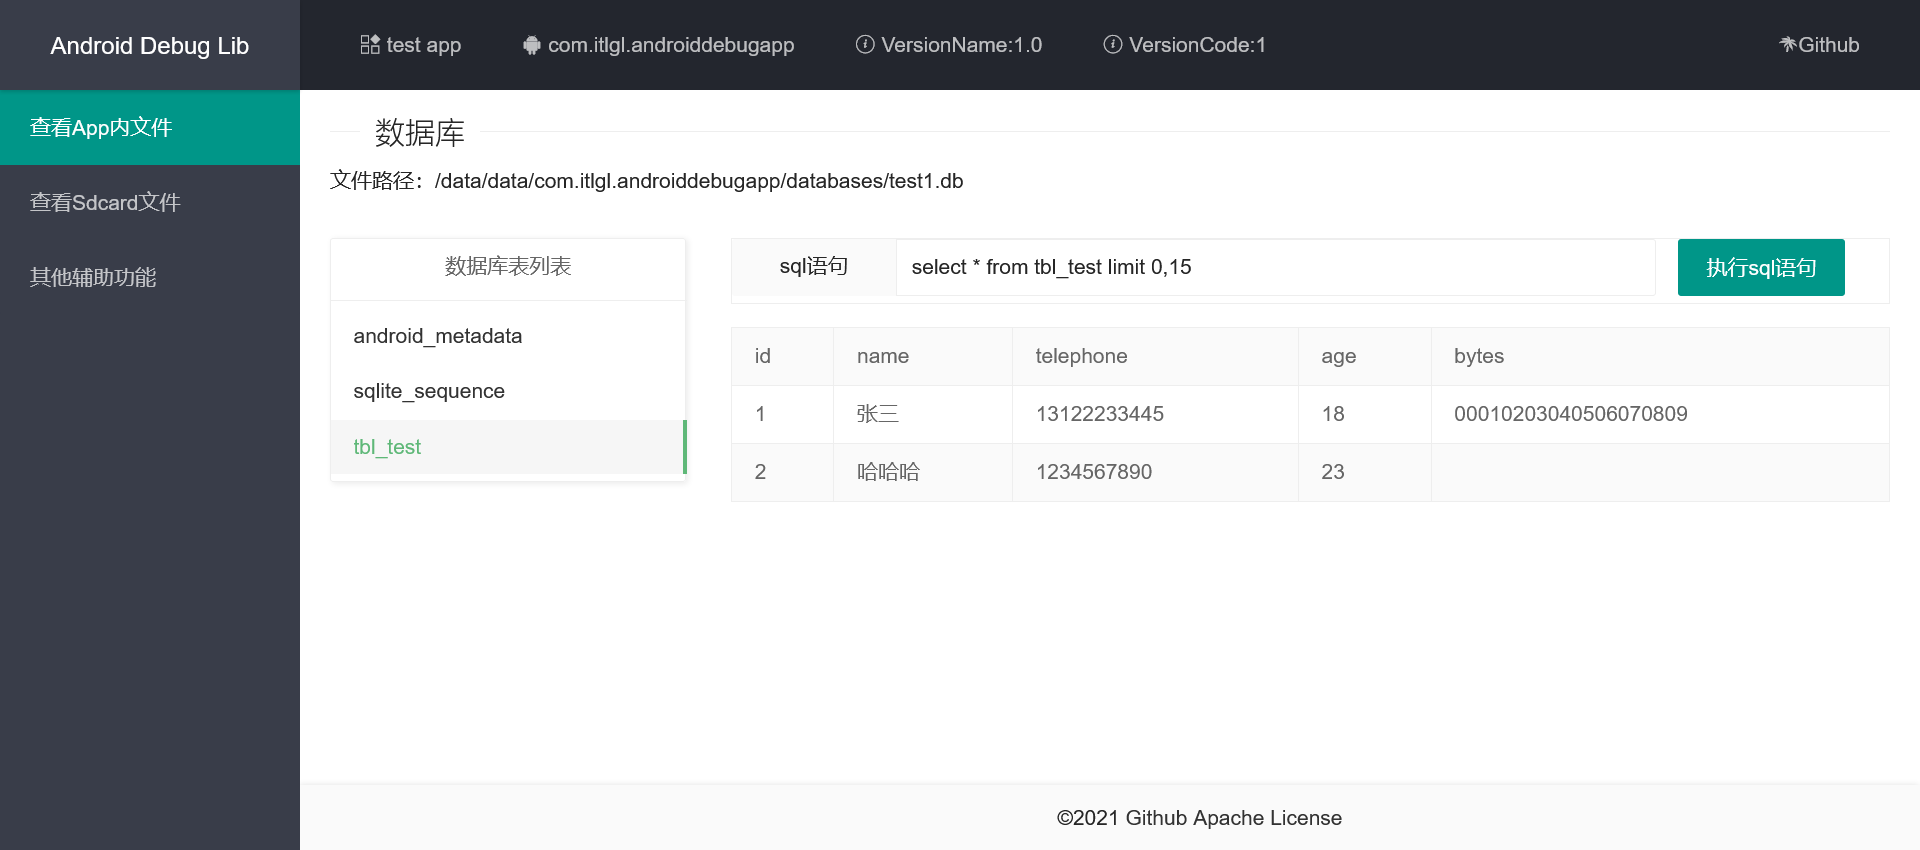 Android Debug Lib
test app
com.itlgl.androiddebugapp
VersionName:1.0
VersionCode:1
Github
查看App内文件
查看Sdcard文件
其他辅助功能
数据库
文件路径：/data/data/com.itlgl.androiddebugapp/databases/test1.db
数据库表列表
android_metadata
sqlite_sequence
tbl_test
sql语句
select * from tbl_test limit 0,15
执行sql语句
id name telephone age bytes
1 张三 13122233445 18 00010203040506070809
2 哈哈哈 1234567890 23
©2021 Github Apache License